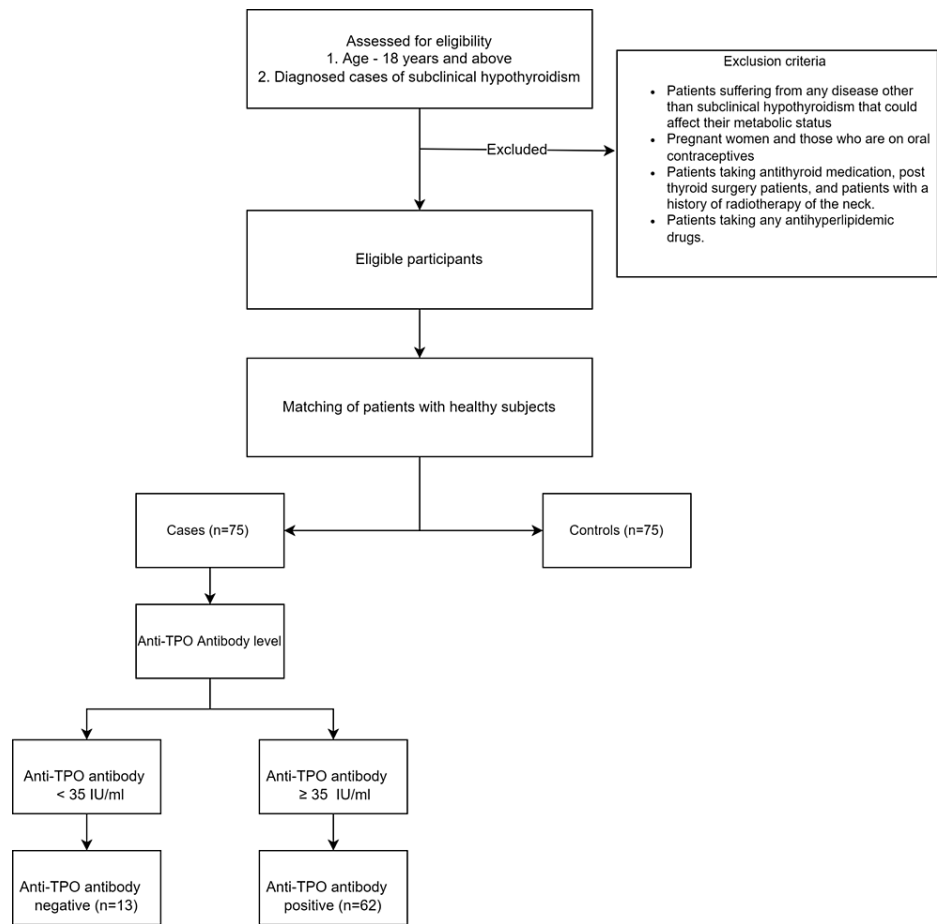 Assessed for eligibility
1. Age - 18 years and above
2. Diagnosed cases of subclinical hypothyroidism
Exclusion criteria
• Patients suffering from any disease other
than subclinical hypothyroidism that could
affect their metabolic status
• Pregnant women and those who are on oral
contraceptives
• Patients taking antithyroid medication, post
thyroid surgery patients, and patients with a
history of radiotherapy of the neck.
• Patients taking any antihyperlipidemic
drugs.
Excluded
Eligible participants
Matching of patients with healthy subjects
Cases (n=75)
Controls (n=75)
Anti-TPO Antibody level
Anti-TPO antibody
< 35 IU/ml
Anti-TPO antibody
≥ 35 IU/ml
Anti-TPO antibody
negative (n=13)
Anti-TPO antibody
positive (n=62)